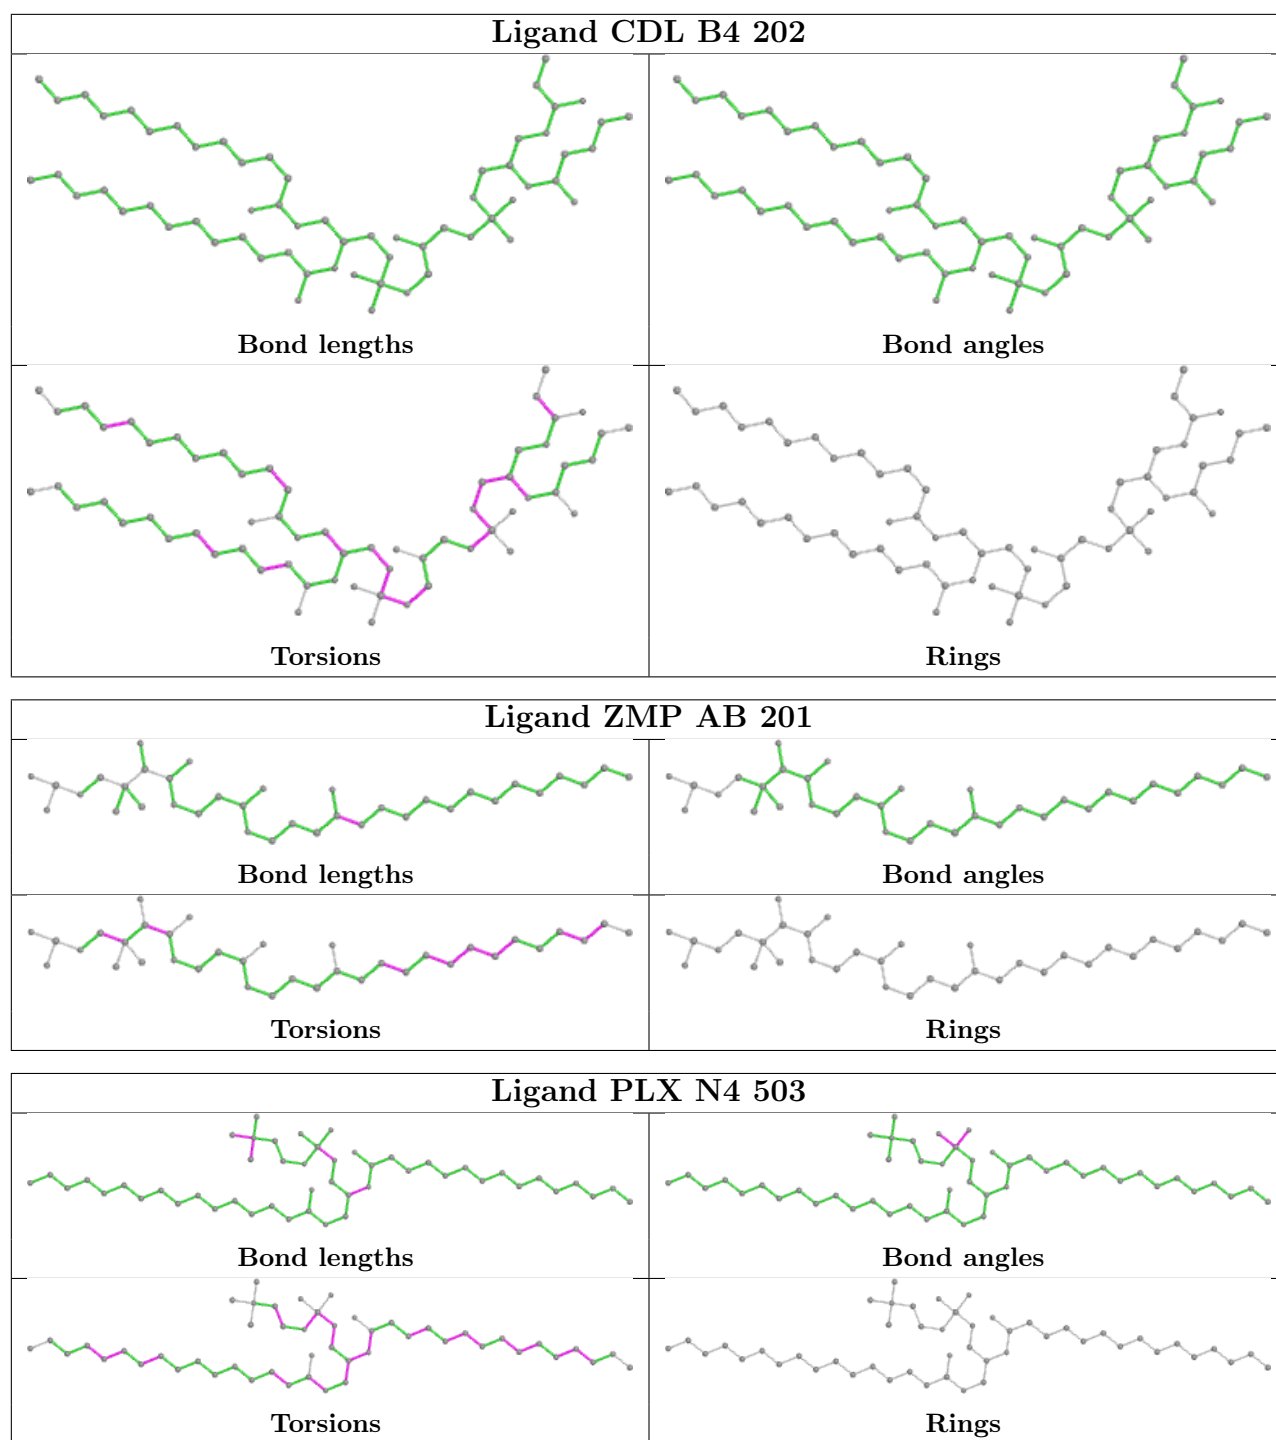 Ligand CDL B4 202
Bond lengths
Bond angles
Torsions
Rings
Ligand ZMP AB 201
Bond lengths
Bond angles
Torsions
Rings
Ligand PLX N4 503
Bond lengths
Bond angles
Torsions
Rings